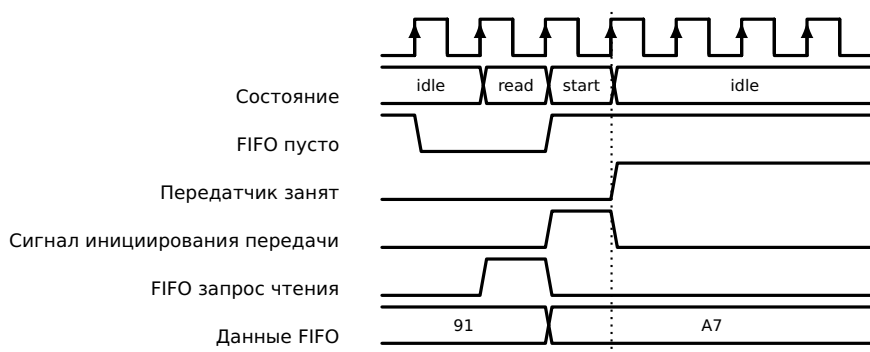 Состояние idle read start idle
FIFO пусто
Передатчик занят
Сигнал инициирования передачи
FIFO запрос чтения
Данные FIFO 91 A7